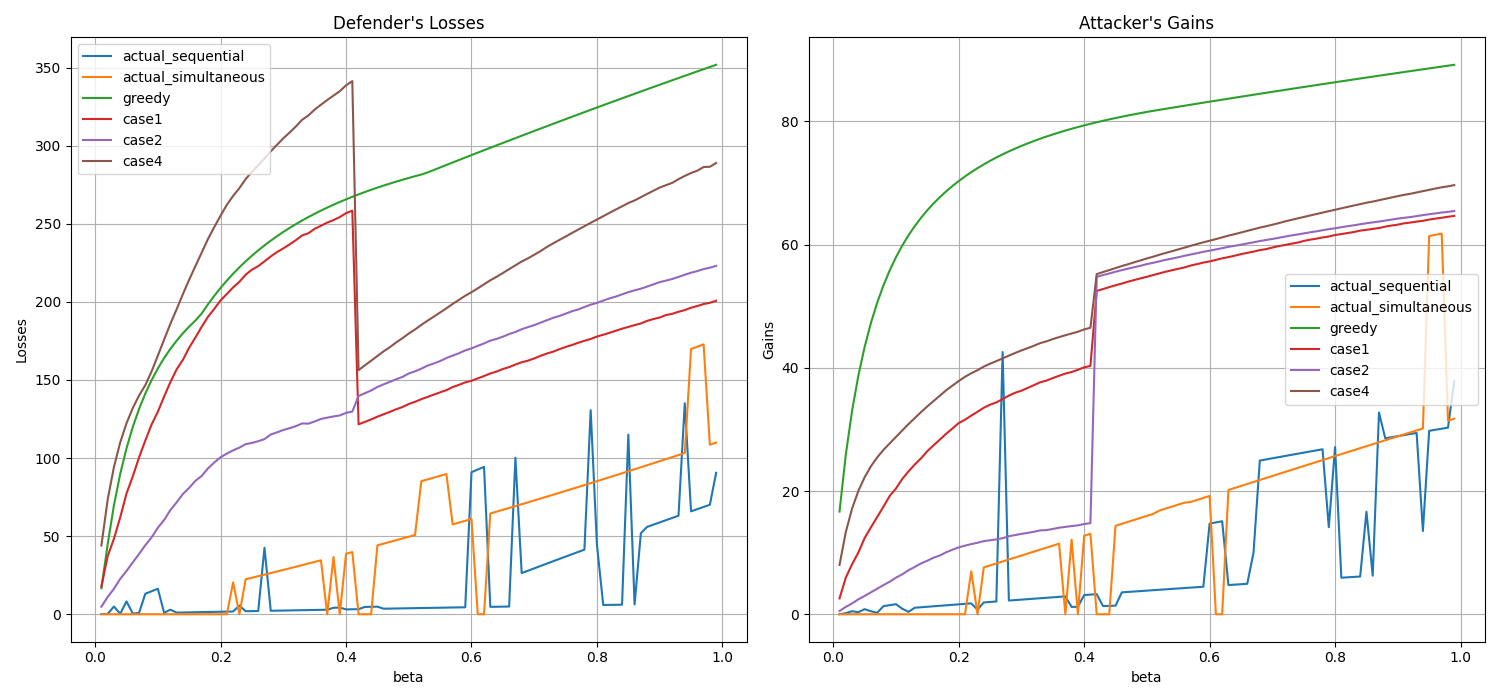 Defender's Losses
actual_sequential
actual_simultaneous
greedy
case1
case2
case4
350
300
250
200
150
100
50
0
Losses
0.0 0.2 0.4 0.6 0.8 1.0
beta
Attacker's Gains
80
60
40
20
0
Gains
actual_sequential
actual_simultaneous
greedy
case1
case2
case4
0.0 0.2 0.4 0.6 0.8 1.0
beta